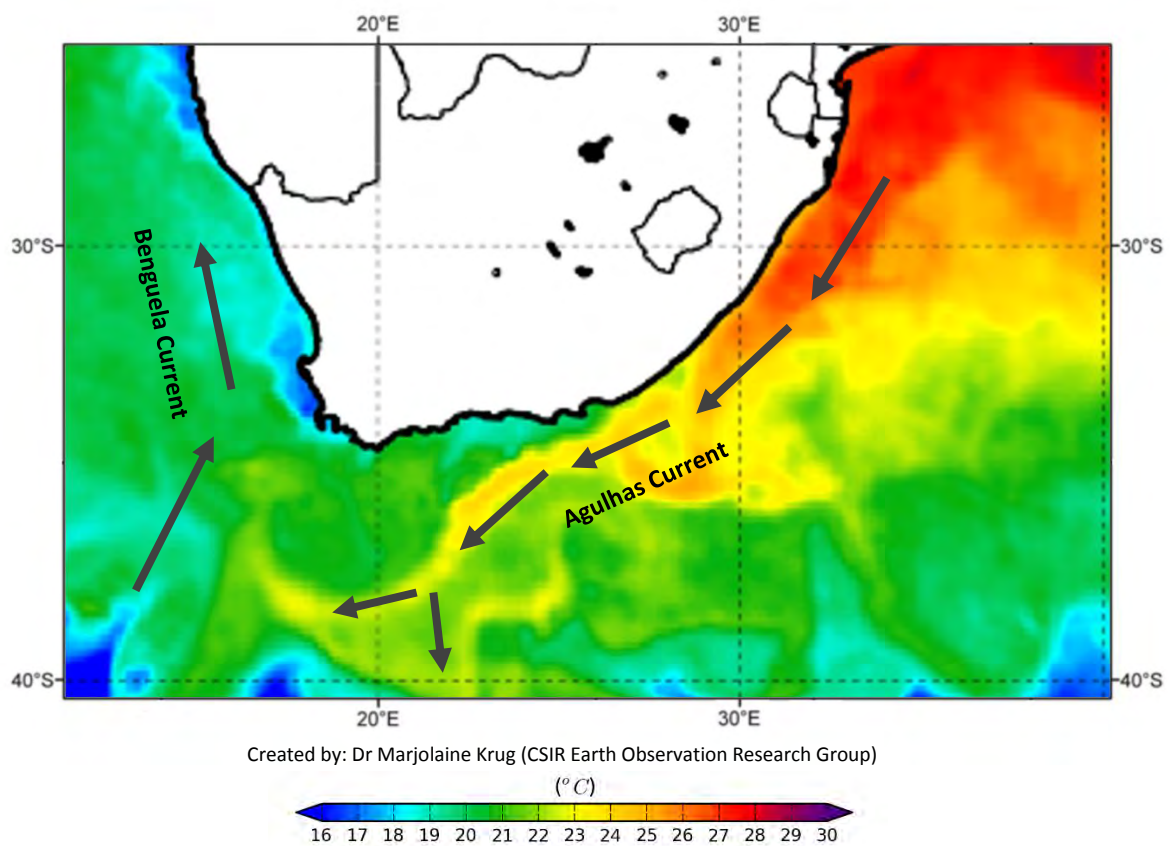 20°E 30°E
30°S 30°S
Benguela Current
Agulhas Current
40°S 40°S
20°E 30°E
Created by: Dr Marjolaine Krug (CSIR Earth Observation Research Group)
(° C)
16 17 18 19 20 21 22 23 24 25 26 27 28 29 30